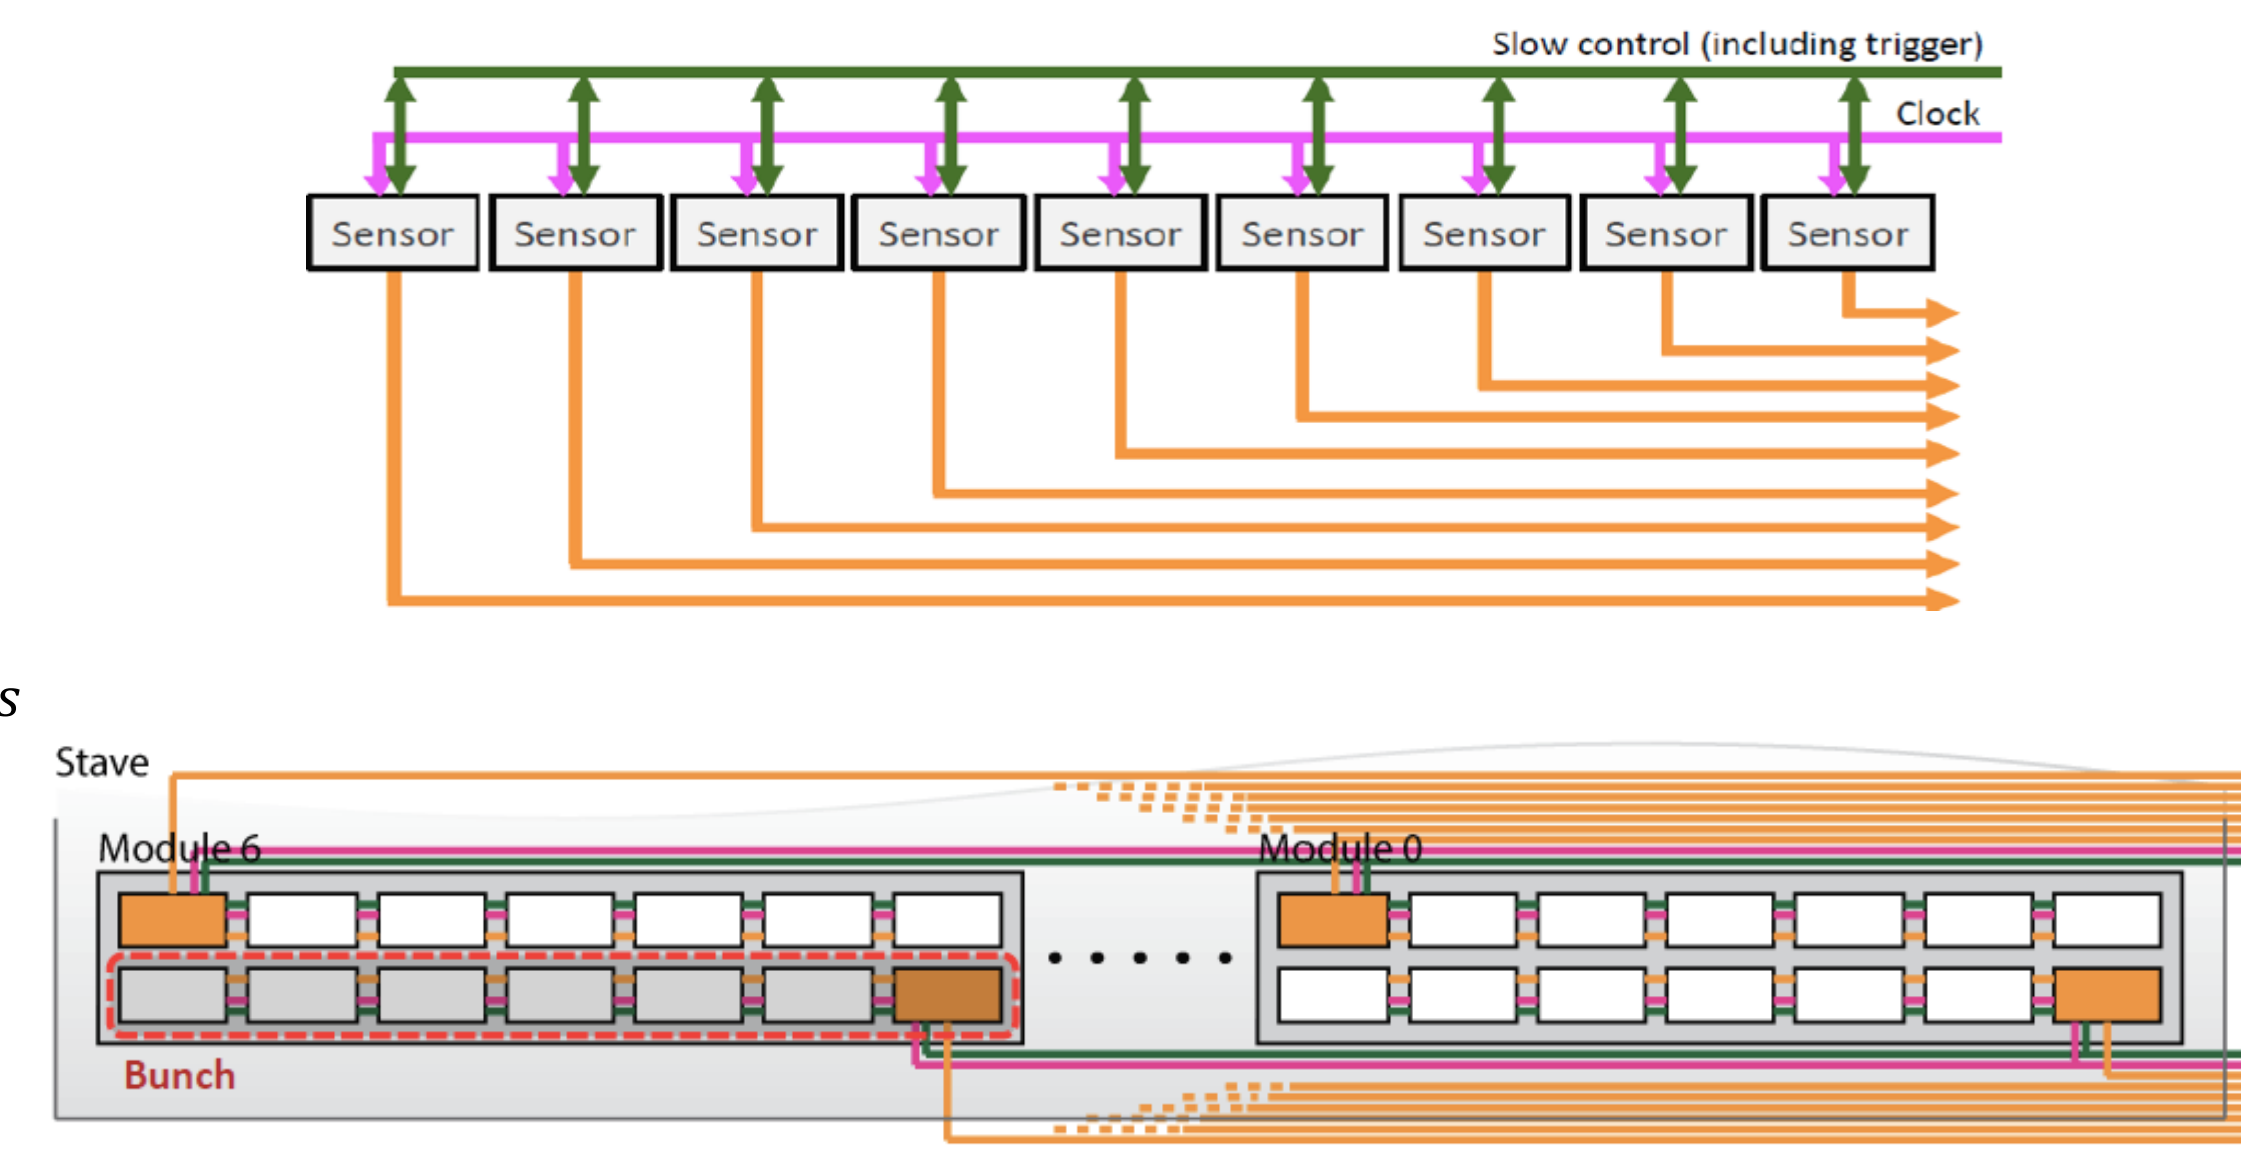 Slow control (including trigger)
Clock
Sensor Sensor Sensor Sensor Sensor Sensor Sensor Sensor Sensor
s
Stave
Module 6 Module 0
Bunch